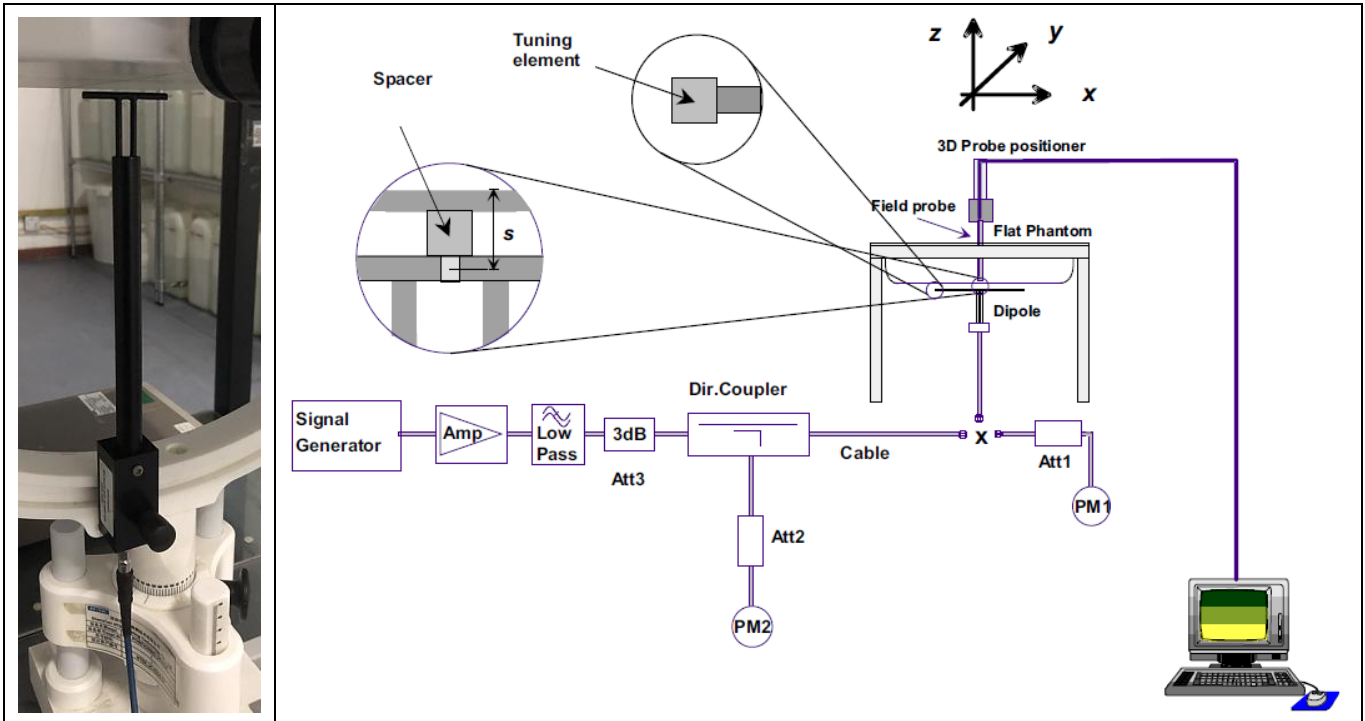 Tuning
element
Spacer
s
z
y
x
3D Probe positioner
Field probe
Flat Phantom
Dipole
Dir.Coupler
Signal
Generator
Amp
Low
Pass
3dB
Att3
Cable
x
Att1
PM1
Att2
PM2